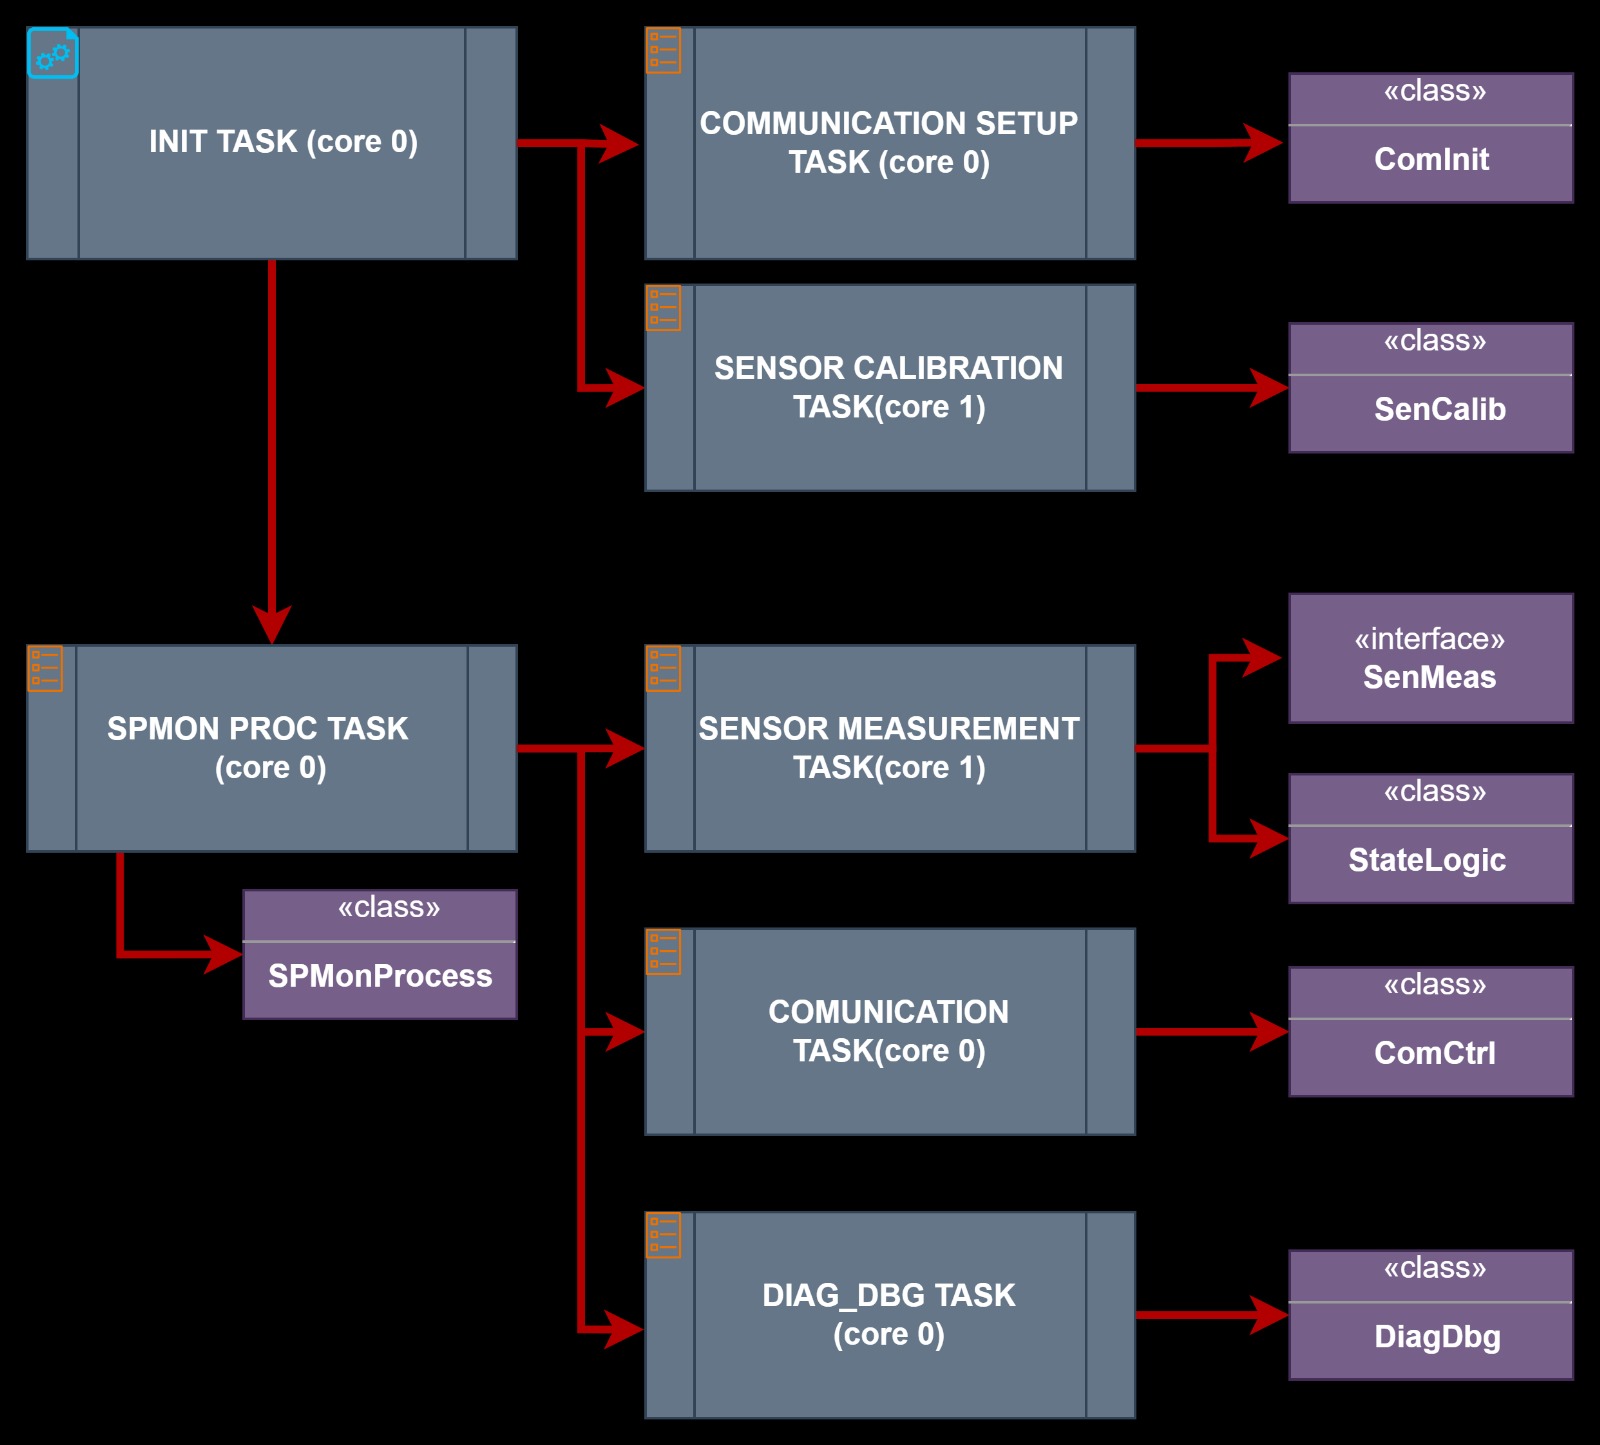 INIT TASK (core 0)
COMMUNICATION SETUP
TASK (core 0)
«class»
ComInit
SENSOR CALIBRATION
TASK(core 1)
«class»
SenCalib
SPMON PROC TASK
(core 0)
«class»
SPMonProcess
SENSOR MEASUREMENT
TASK(core 1)
«interface»
SenMeas
«class»
StateLogic
COMUNICATION
TASK(core 0)
«class»
ComCtrl
DIAG_DBG TASK
(core 0)
«class»
DiagDbg